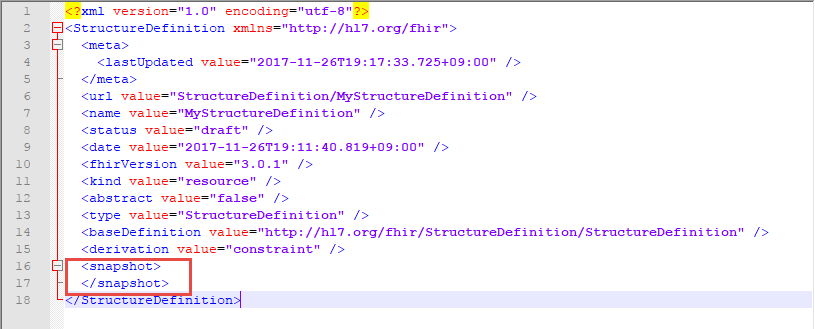 1 <?xml version="1.0" encoding="utf-8"?>
2 <StructureDefinition xmlns="http://hl7.org/fhir">
3 <meta>
4 <lastUpdated value="2017-11-26T19:17:33.725+09:00" />
5 </meta>
6 <url value="StructureDefinition/MyStructureDefinition" />
7 <name value="MyStructureDefinition" />
8 <status value="draft" />
9 <date value="2017-11-26T19:11:40.819+09:00" />
10 <fhirVersion value="3.0.1" />
11 <kind value="resource" />
12 <abstract value="false" />
13 <type value="StructureDefinition" />
14 <baseDefinition value="http://hl7.org/fhir/StructureDefinition/StructureDefinition" />
15 <derivation value="constraint" />
16 <snapshot>
17 </snapshot>
18 </StructureDefinition>